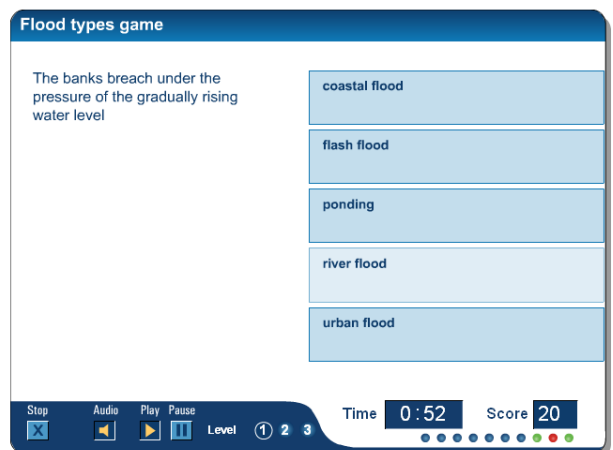 Flood types game
The banks breach under the
pressure of the gradually rising
water level
coastal flood
flash flood
ponding
river flood
urban flood
Stop Audio Play Pause
X Level 1 2 3
Time 0:52 Score 20